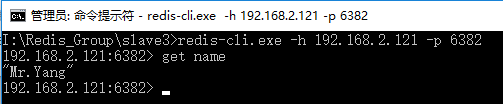 管理员: 命令提示符 - redis-cli.exe  -h 192.168.2.121 -p 6382
I:\Redis_Group\slave3>redis-cli.exe -h 192.168.2.121 -p 6382
192.168.2.121:6382> get name
"Mr.Yang"
192.168.2.121:6382>